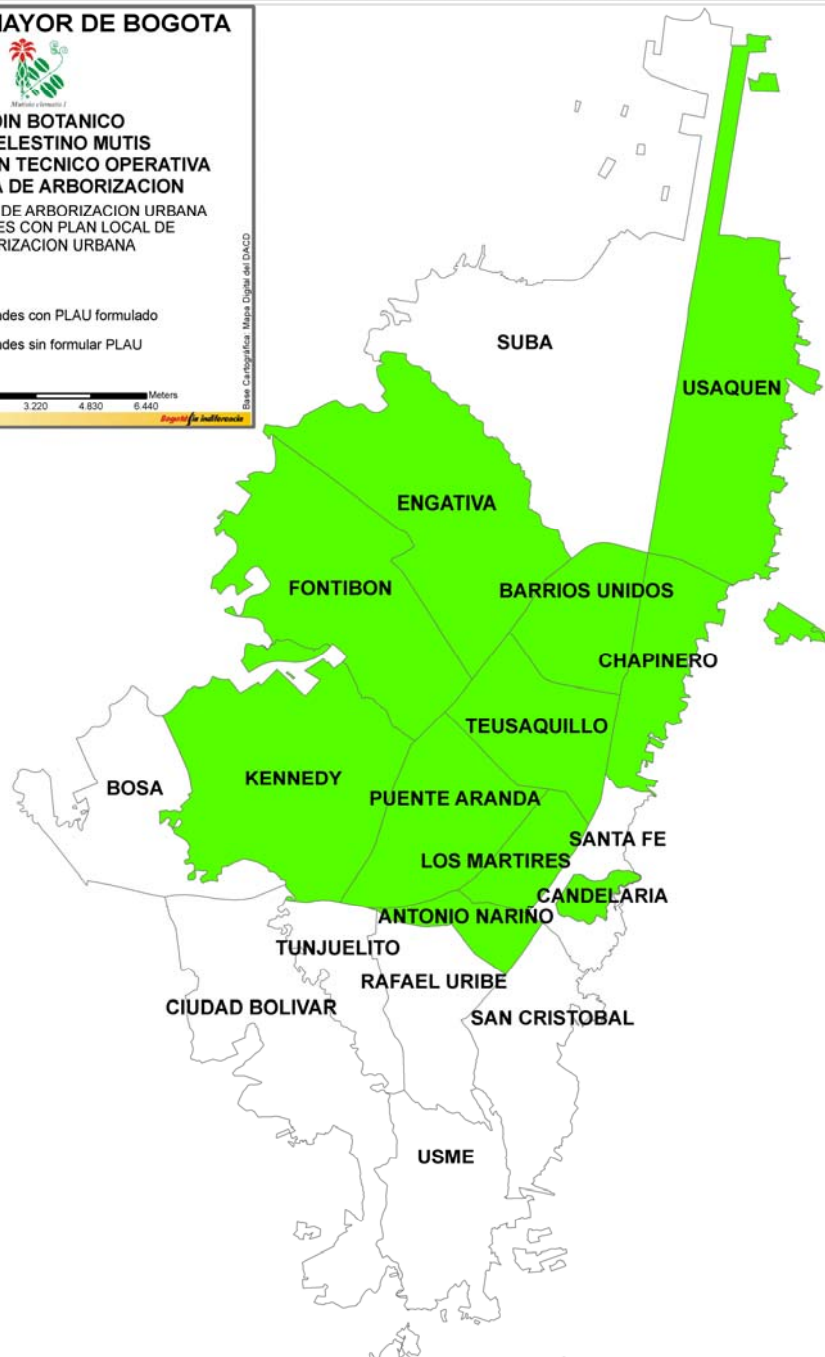 MAYOR DE BOGOTA
Mutisia clematis l
DIN BOTANICO
ELESTINO MUTIS
N TECNICO OPERATIVA
A DE ARBORIZACION
DE ARBORIZACION URBANA
ES CON PLAN LOCAL DE
RIZACION URBANA
ades con PLAU formulado
ades sin formular PLAU
Meters
3.220 4.830 6.440
Bogotá sin indiferencia
Base Cartográfica: Mapa Digital del DACD
SUBA
USAQUEN
ENGATIVA
FONTIBON
BARRIOS UNIDOS
CHAPINERO
TEUSAQUILLO
KENNEDY
BOSA
PUENTE ARANDA
SANTA FE
LOS MARTIRES
CANDELARIA
ANTONIO NARIÑO
TUNJUELITO
RAFAEL URIBE
CIUDAD BOLIVAR
SAN CRISTOBAL
USME